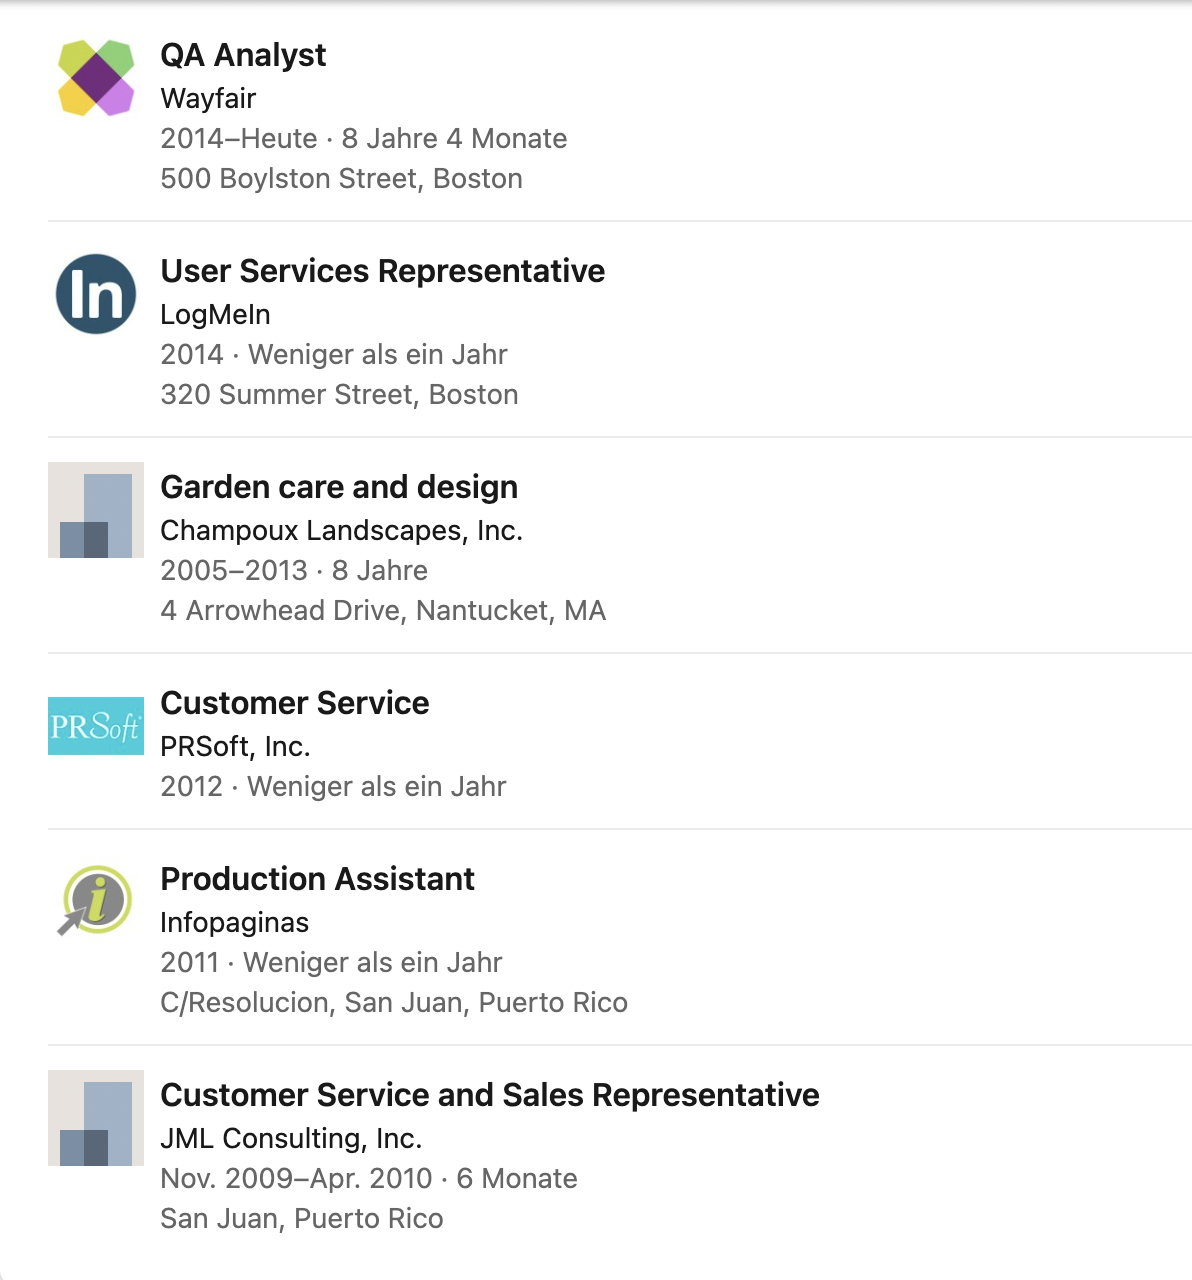 QA Analyst
Wayfair
2014–Heute · 8 Jahre 4 Monate
500 Boylston Street, Boston
In
User Services Representative
LogMeIn
2014 · Weniger als ein Jahr
320 Summer Street, Boston
Garden care and design
Champoux Landscapes, Inc.
2005–2013 · 8 Jahre
4 Arrowhead Drive, Nantucket, MA
PRSoft
Customer Service
PRSoft, Inc.
2012 · Weniger als ein Jahr
i
Production Assistant
Infopaginas
2011 · Weniger als ein Jahr
C/Resolucion, San Juan, Puerto Rico
Customer Service and Sales Representative
JML Consulting, Inc.
Nov. 2009–Apr. 2010 · 6 Monate
San Juan, Puerto Rico